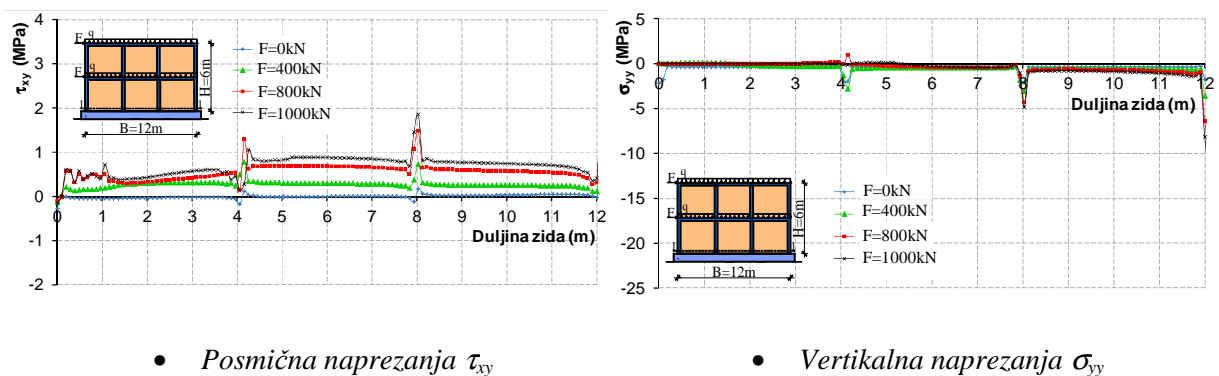 τxy (MPa)
4
3
2
1
0
-1
-2
0 1 2 3 4 5 6 7 8 9 10 11 12
Duljina zida (m)
F=0kN
F=400kN
F=800kN
F=1000kN
F q
F q
H=6m
B=12m
σyy (MPa)
5
0
-5
-10
-15
-20
-25
0 1 2 3 4 5 6 7 8 9 10 11 12
Duljina zida (m)
F q
F q
H=6m
B=12m
F=0kN
F=400kN
F=800kN
F=1000kN
• Posmična naprezanja τxy
• Vertikalna naprezanja σyy